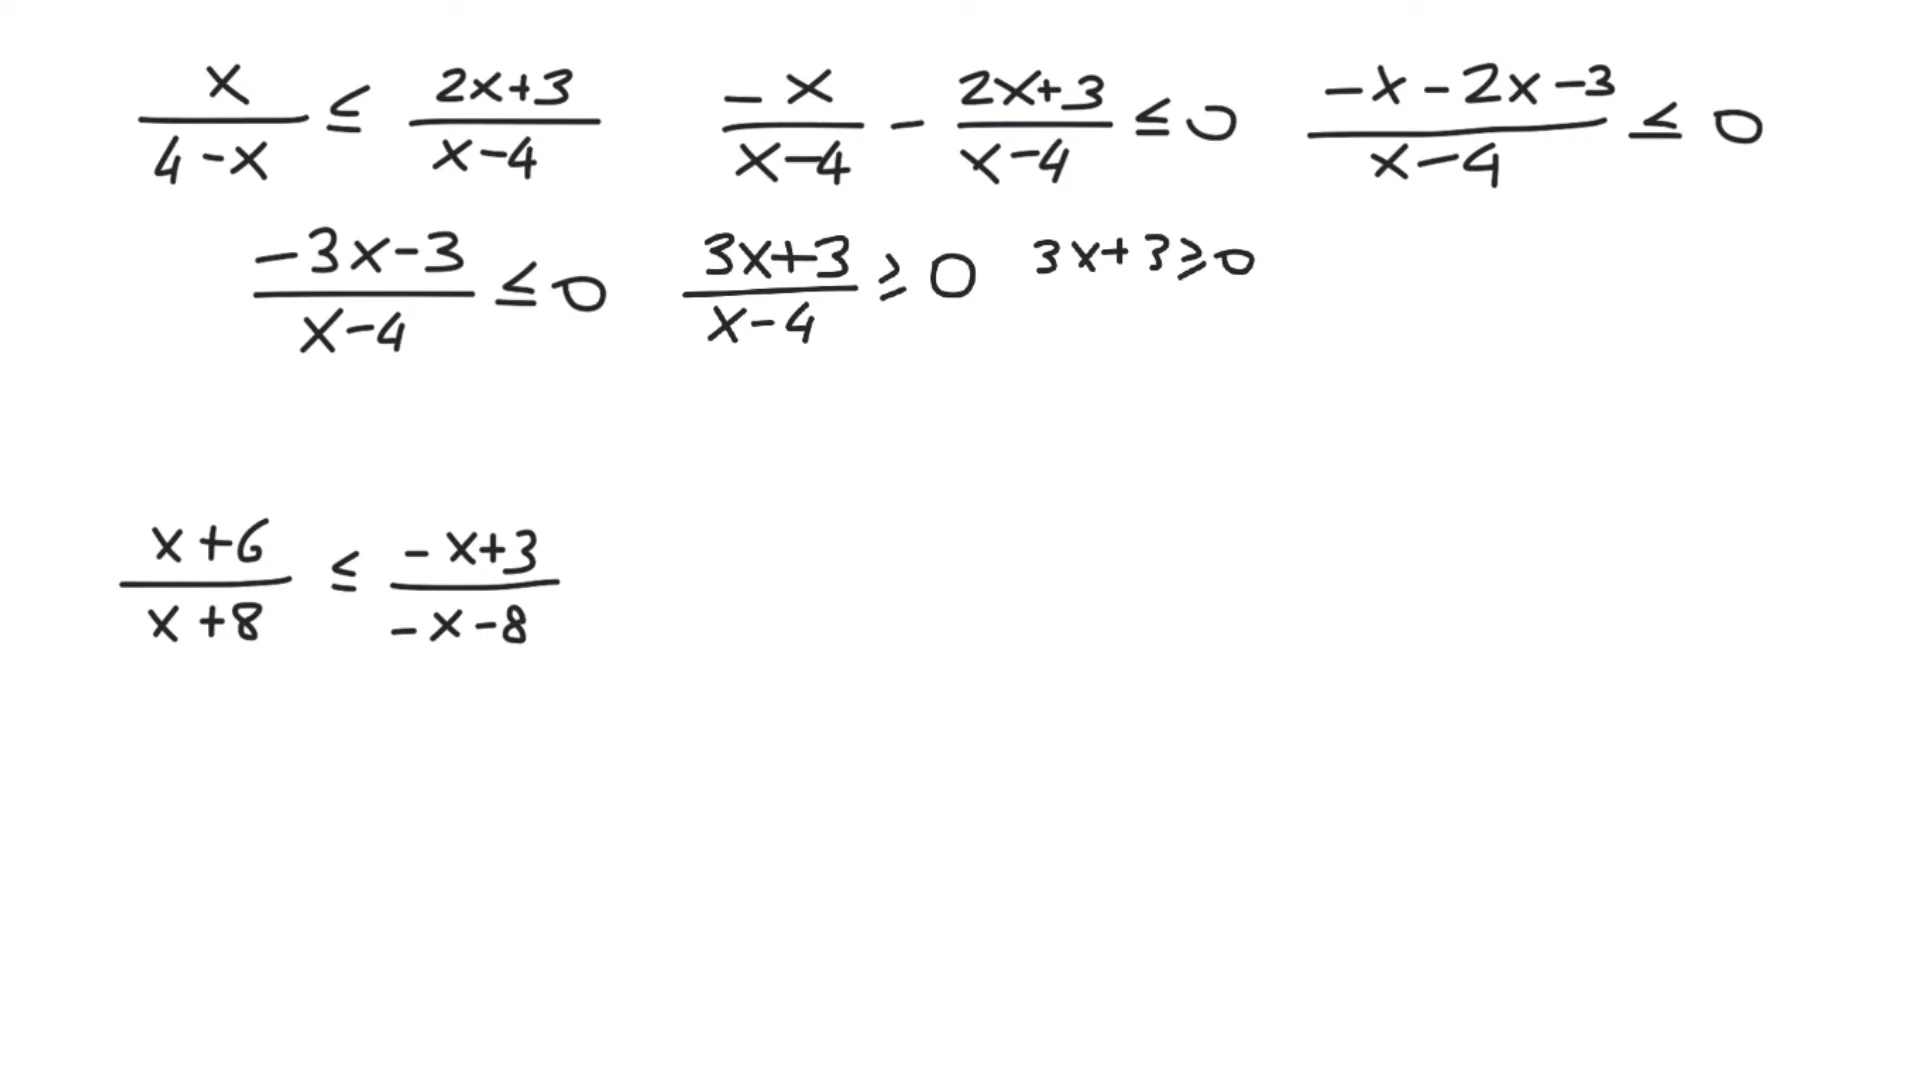 x/(4-x) ≤ (2x+3)/(x-4) -x/(x-4) - (2x+3)/(x-4) ≤ 0 (-x-2x-3)/(x-4) ≤ 0
(-3x-3)/(x-4) ≤ 0 (3x+3)/(x-4) ≥ 0 3x+3≥0
(x+6)/(x+8) ≤ (-x+3)/(-x-8)